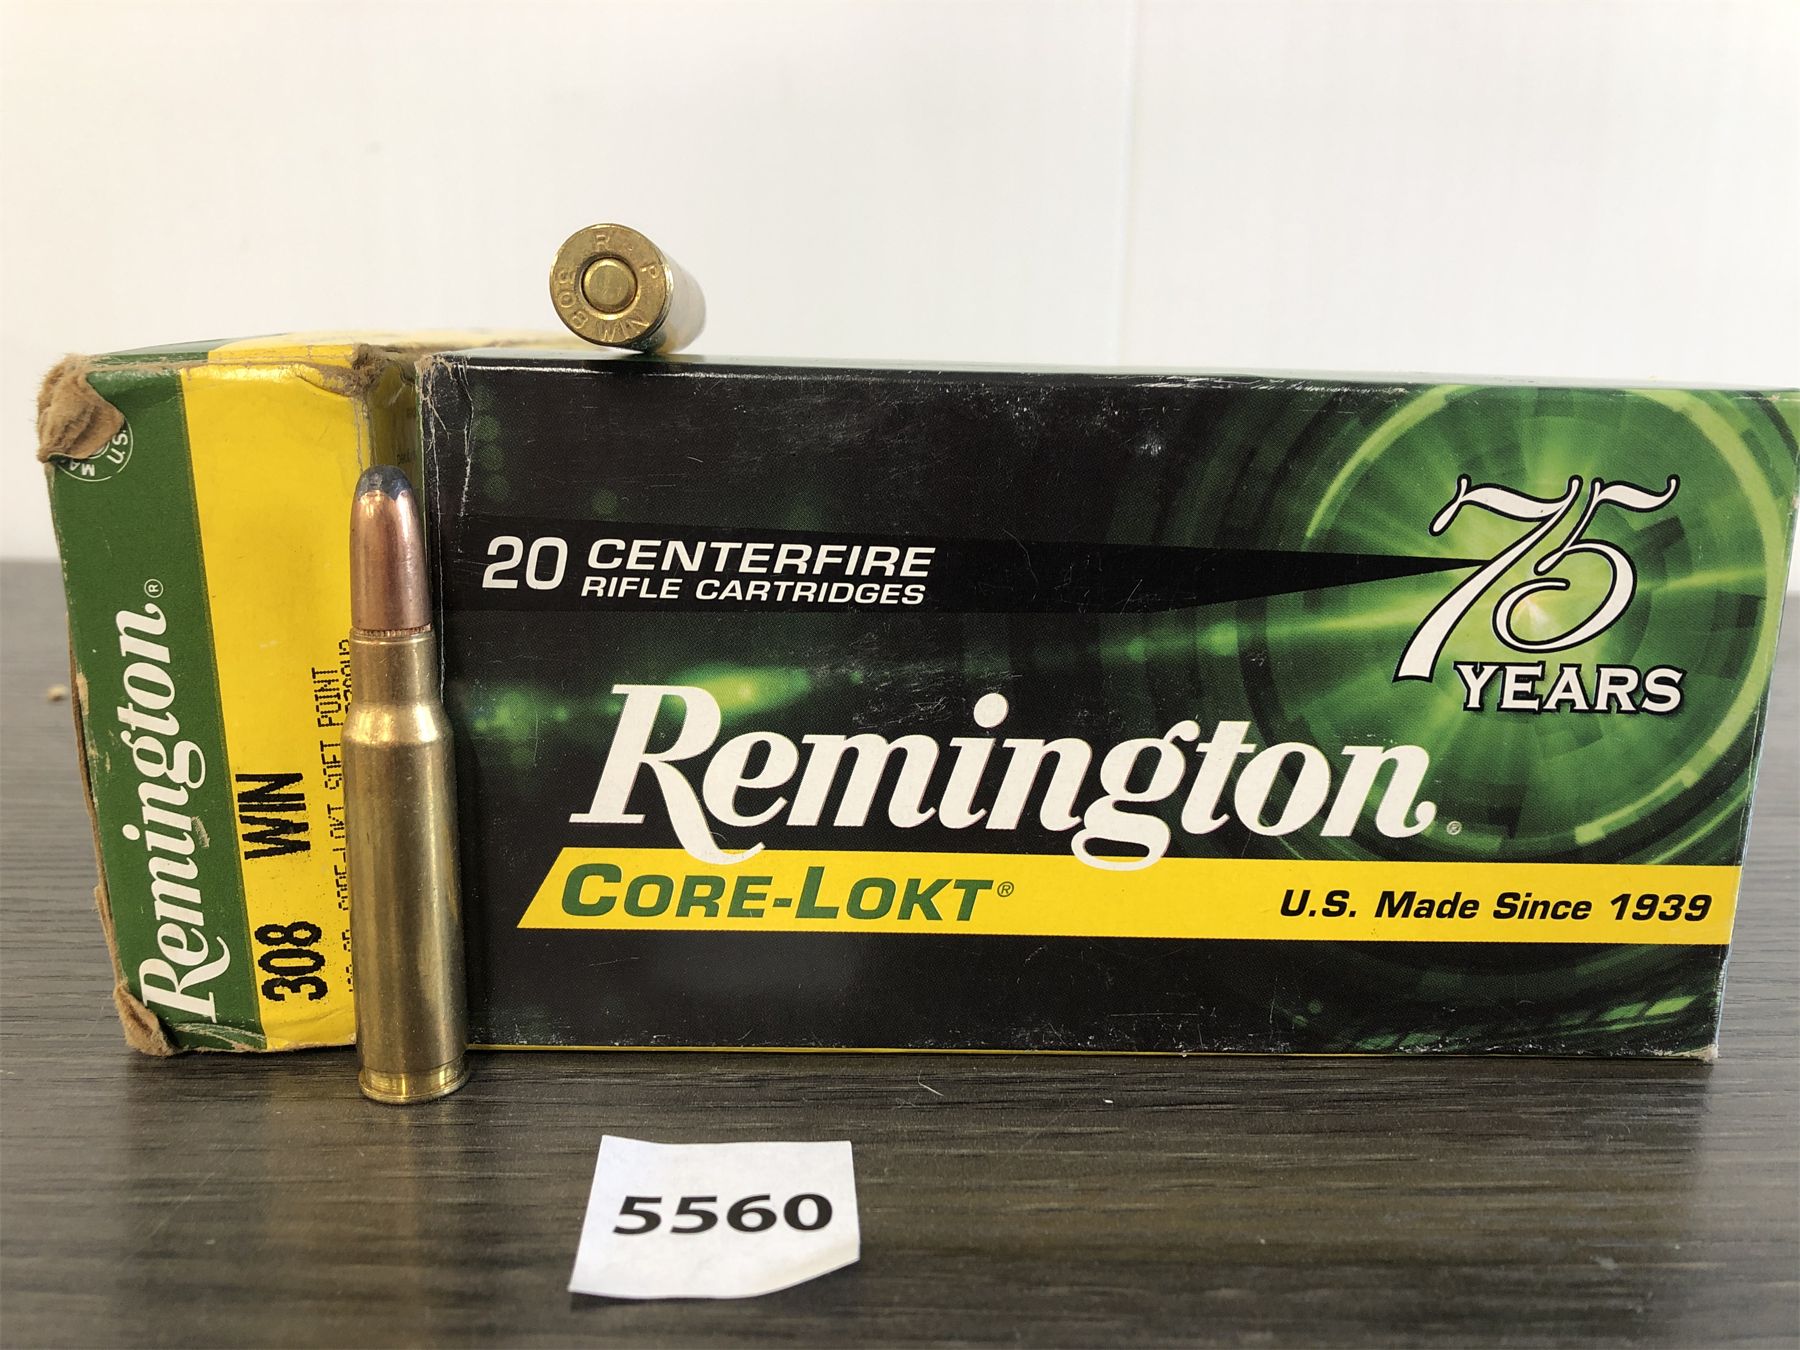 R-P
308 WIN
MA
U.S.
Remington®
308 WIN
CORE-LOKT SOFT POINT
20 CENTERFIRE
RIFLE CARTRIDGES
75
YEARS
Remington®
CORE-LOKT®
U.S. Made Since 1939
5560